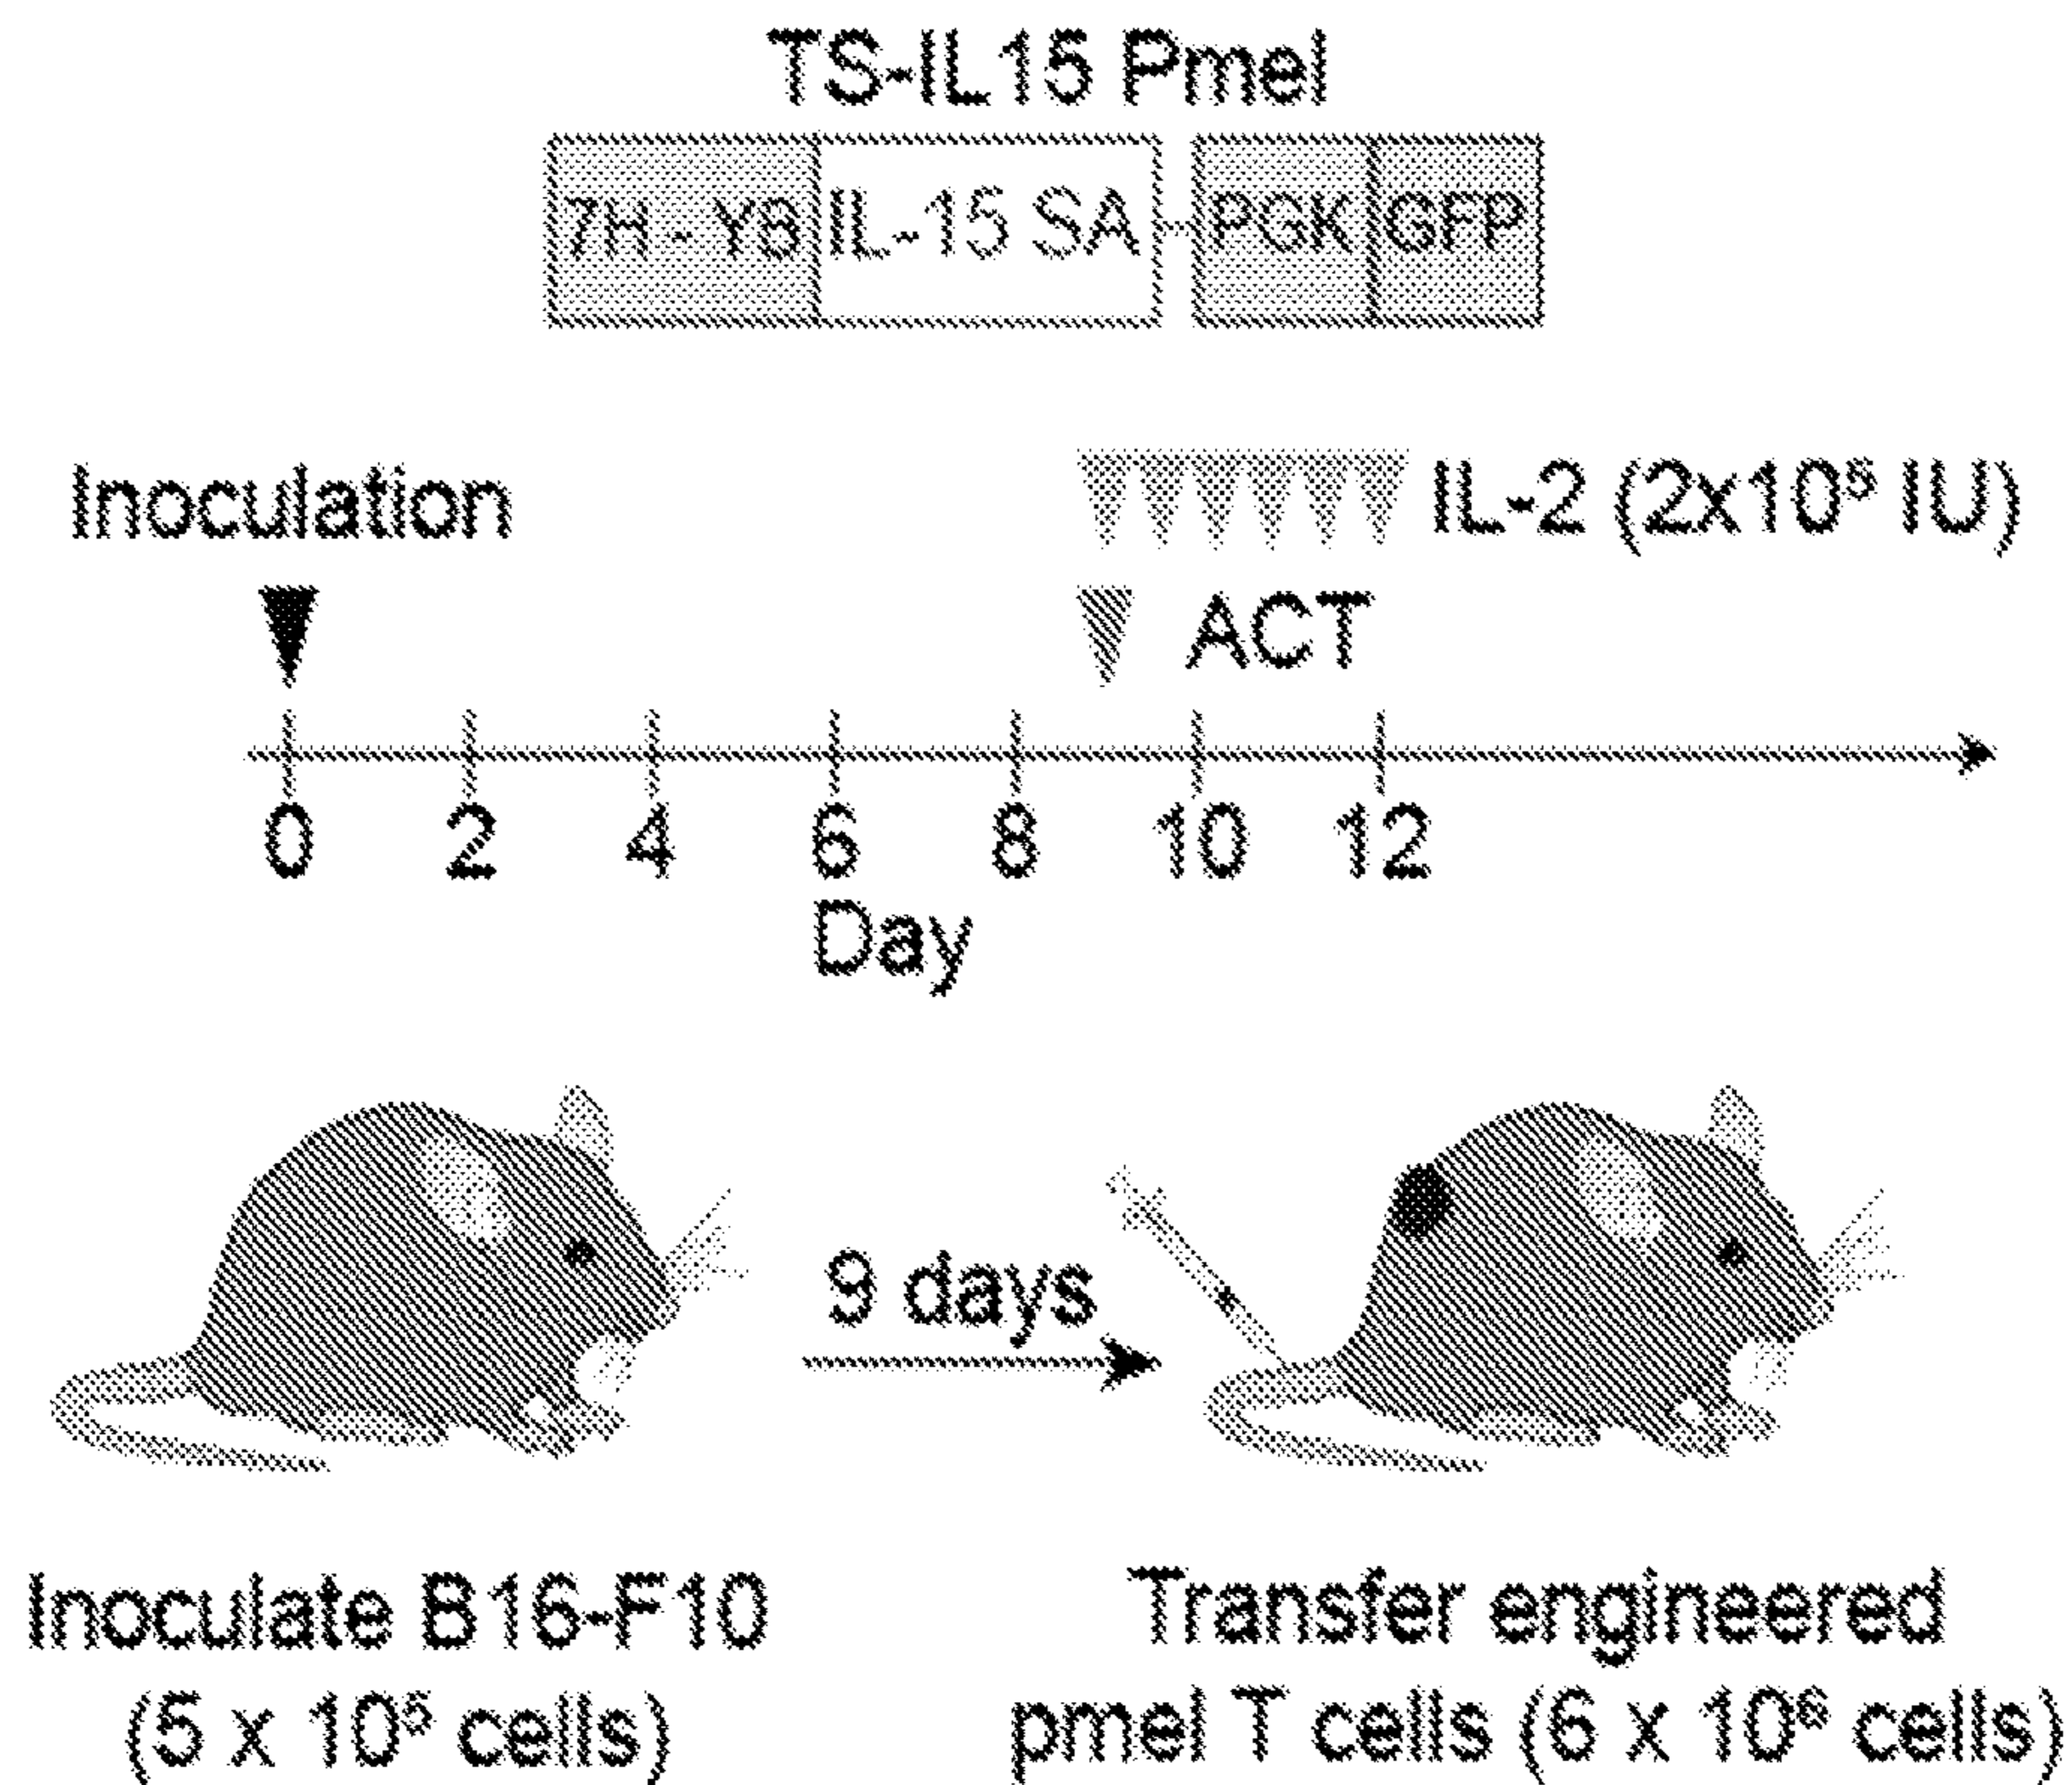 TS-IL15 Pmel
7H - YB IL-15 SA PGK GFP
Inoculation
IL-2 (2x10⁵ IU)
ACT
0 2 4 6 8 10 12
Day
9 days
Inoculate B16-F10
(5 x 10⁵ cells)
Transfer engineered
pmel T cells (6 x 10⁶ cells)